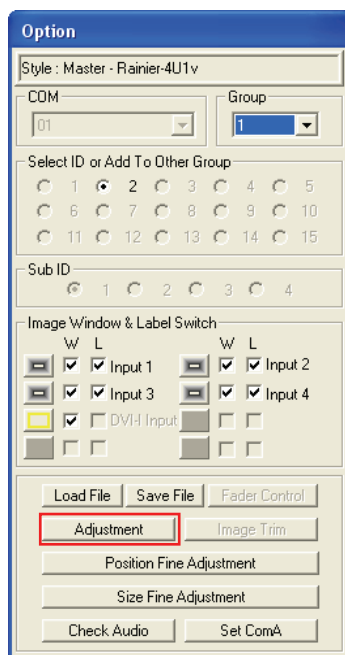 Option
Style : Master - Rainier-4U1v
COM
Group
01
1
Select ID or Add To Other Group
1 2 3 4 5
6 7 8 9 10
11 12 13 14 15
Sub ID
1 2 3 4
Image Window & Label Switch
W L W L
Input 1 Input 2
Input 3 Input 4
DVI-I Input
Load File Save File Fader Control
Adjustment Image Trim
Position Fine Adjustment
Size Fine Adjustment
Check Audio Set ComA